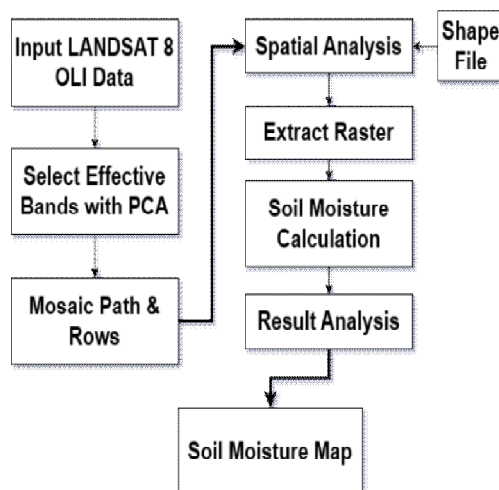 Input LANDSAT 8
OLI Data
Select Effective
Bands with PCA
Mosaic Path &
Rows
Spatial Analysis
Shape
File
Extract Raster
Soil Moisture
Calculation
Result Analysis
Soil Moisture Map